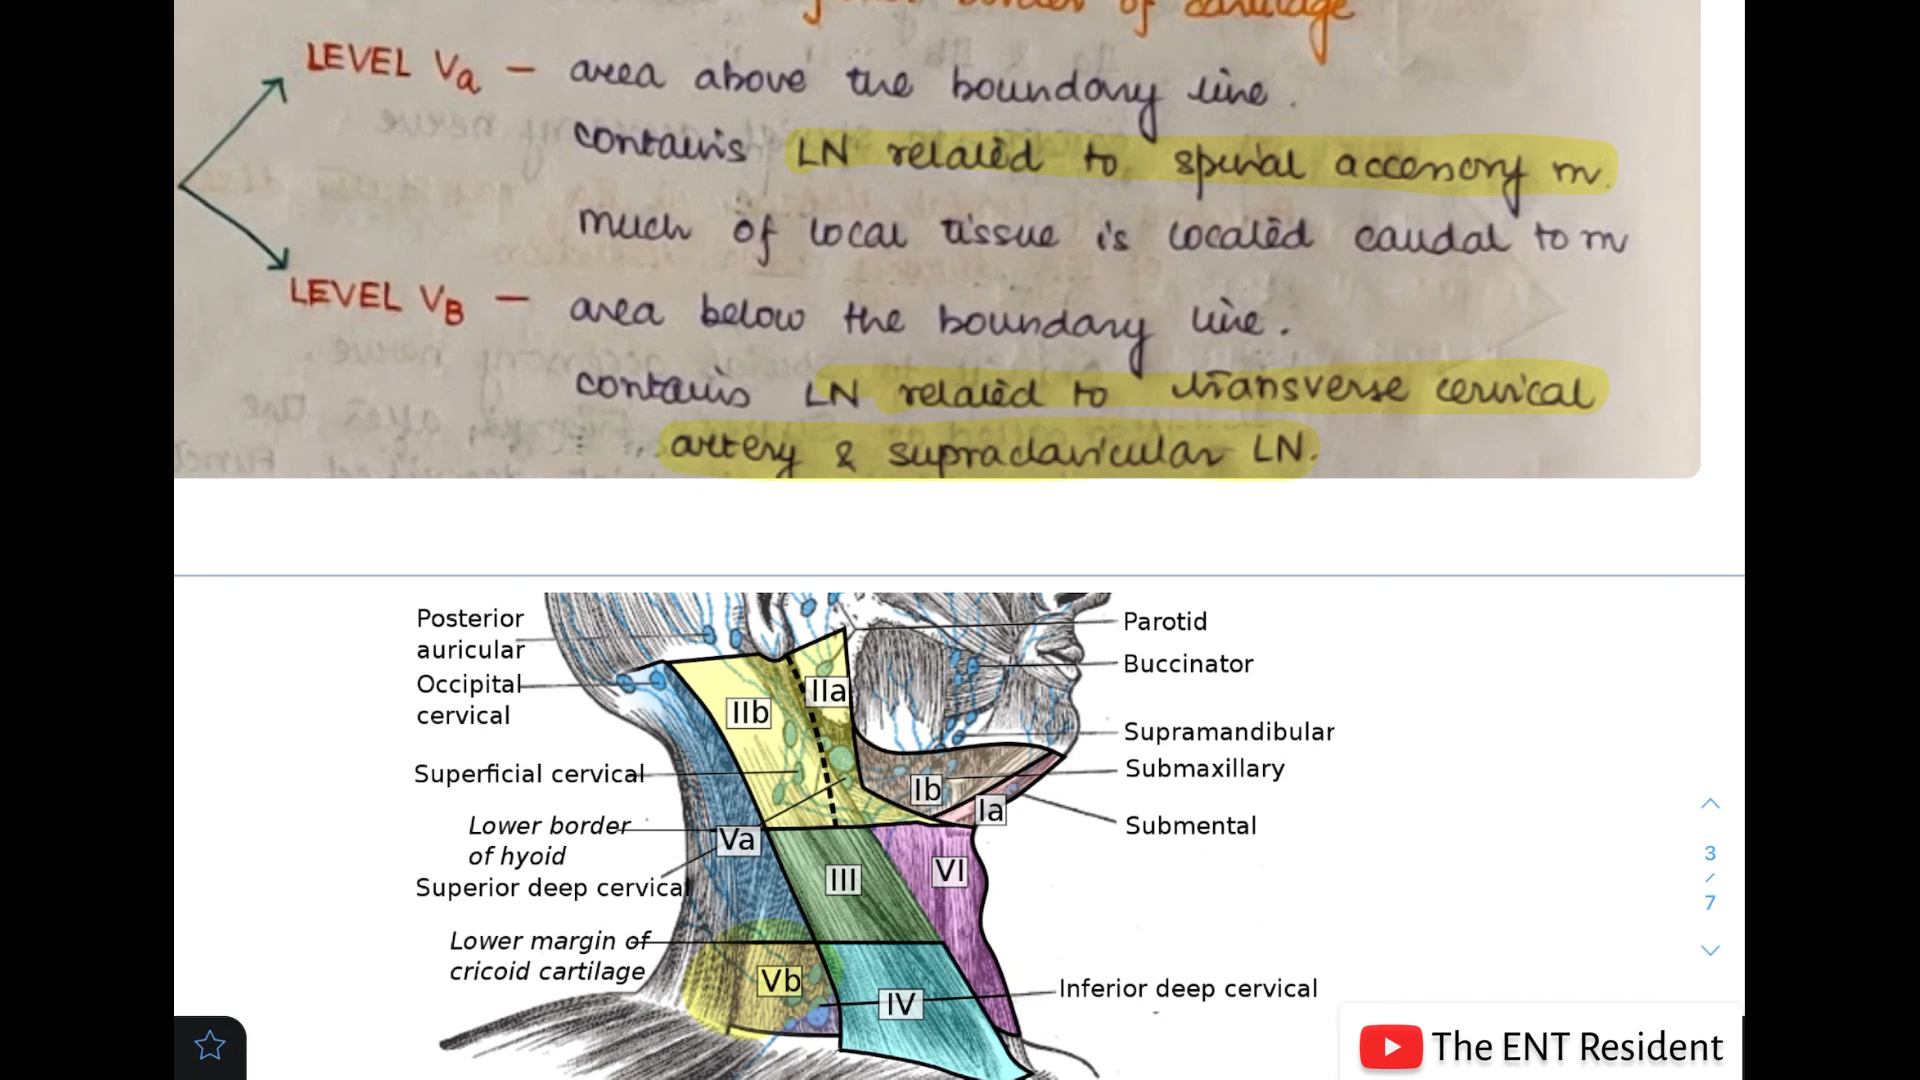 border of cartilage
LEVEL Va - area above the boundary line.
contains LN related to spinal accessory n.
much of local tissue is located caudal to n
LEVEL VB - area below the boundary line.
contains LN related to transverse cervical
artery & supraclavicular LN.
Posterior
auricular
Occipital
cervical
Superficial cervical
Lower border
of hyoid
Superior deep cervical
Lower margin of
cricoid cartilage
IIb
IIa
Ib
Ia
Va
III
VI
Vb
IV
Parotid
Buccinator
Supramandibular
Submaxillary
Submental
Inferior deep cervical
3
/
7
The ENT Resident